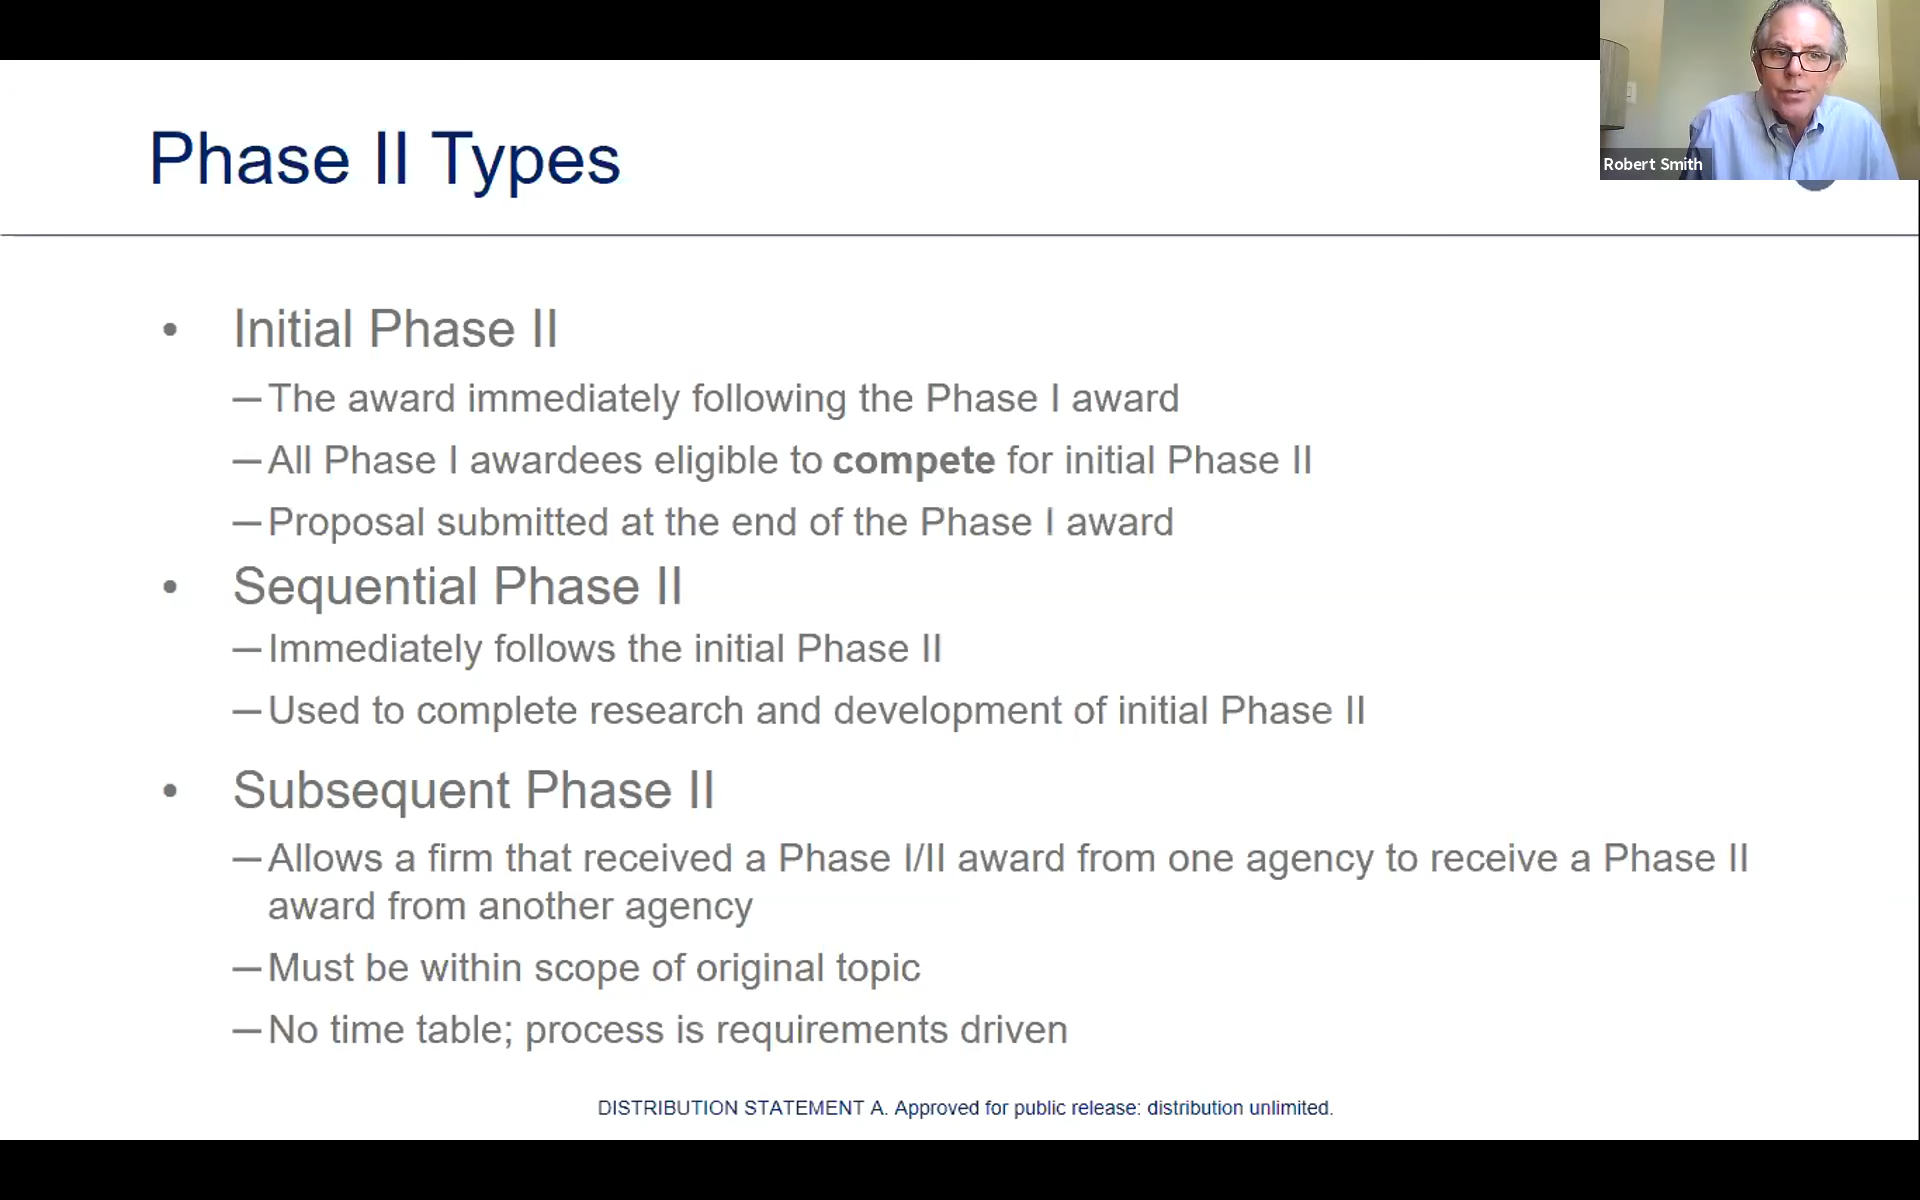 Robert Smith
Phase II Types
• Initial Phase II
— The award immediately following the Phase I award
— All Phase I awardees eligible to compete for initial Phase II
— Proposal submitted at the end of the Phase I award
• Sequential Phase II
— Immediately follows the initial Phase II
— Used to complete research and development of initial Phase II
• Subsequent Phase II
— Allows a firm that received a Phase I/II award from one agency to receive a Phase II
award from another agency
— Must be within scope of original topic
— No time table; process is requirements driven
DISTRIBUTION STATEMENT A. Approved for public release: distribution unlimited.